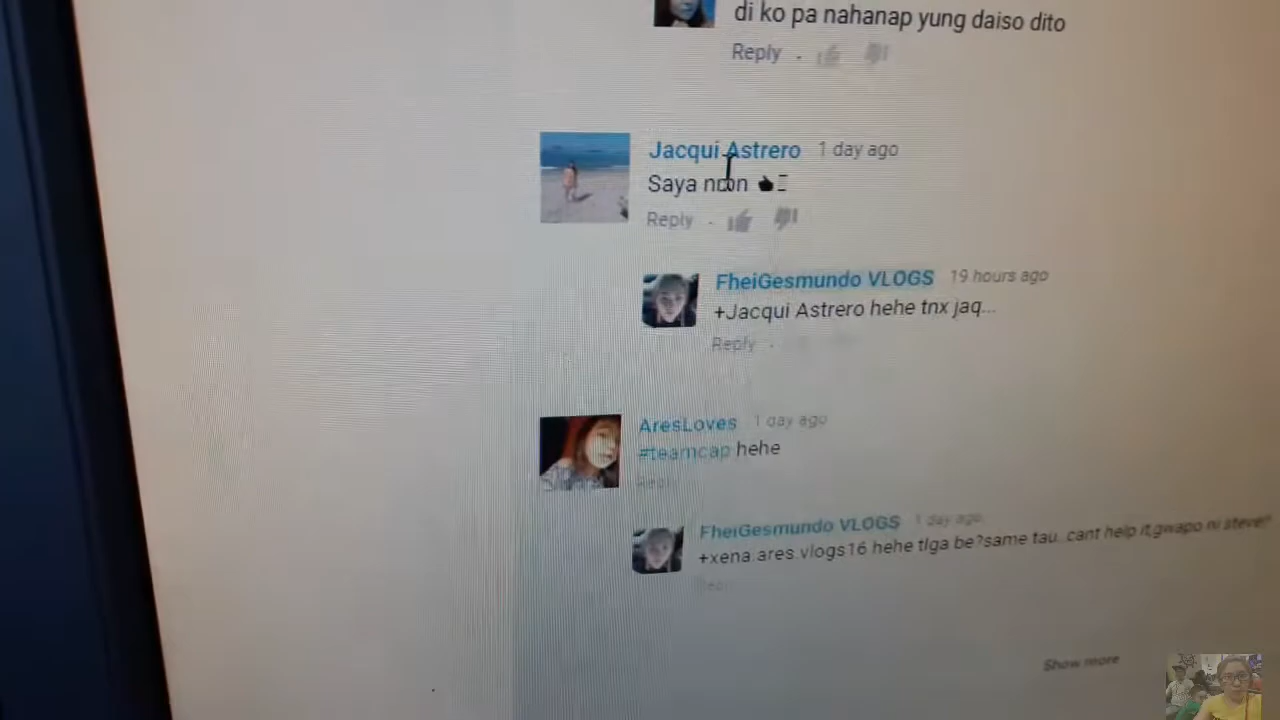 di ko pa nahanap yung daiso dito
Reply
Jacqui Astrero 1 day ago
Saya noon
Reply
FheiGesmundo VLOGS 19 hours ago
+Jacqui Astrero hehe tnx jaq...
Reply
AresLoves 1 day ago
#teamcap hehe
Reply
FheiGesmundo VLOGS 1 day ago
+xena.ares.vlogs16 hehe tlga be?same tau..cant help it,gwapo ni steve!
Reply
Show more